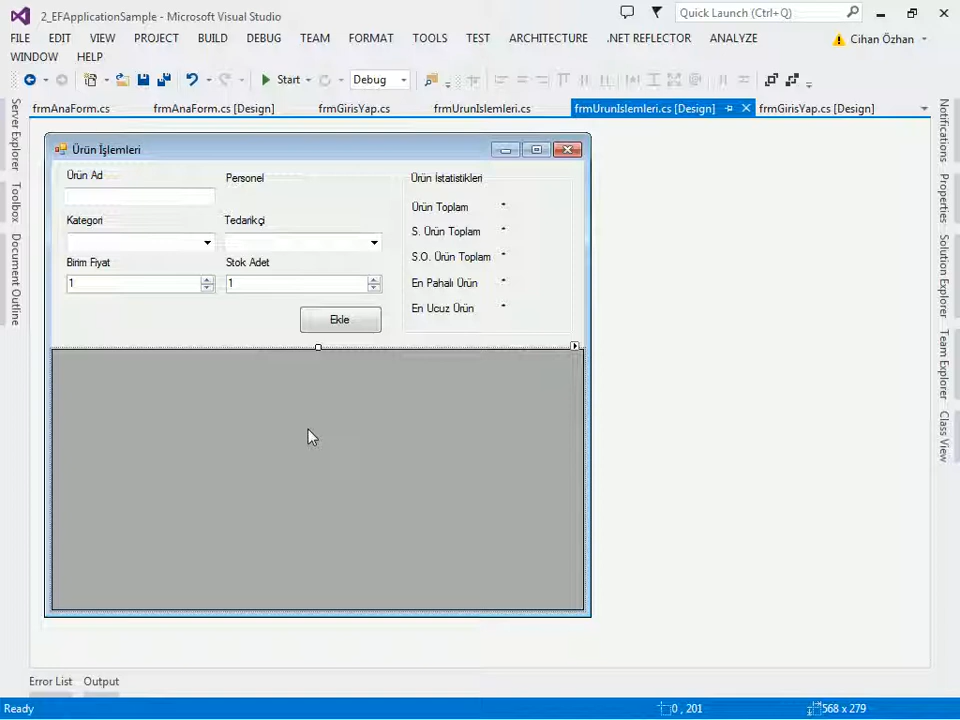 2_EFApplicationSample - Microsoft Visual Studio
Quick Launch (Ctrl+Q)
FILE EDIT VIEW PROJECT BUILD DEBUG TEAM FORMAT TOOLS TEST ARCHITECTURE .NET REFLECTOR ANALYZE
Cihan Özhan
WINDOW HELP
Start Debug
frmAnaForm.cs frmAnaForm.cs [Design] frmGirisYap.cs frmUrunIslemleri.cs frmUrunIslemleri.cs [Design] frmGirisYap.cs [Design]
Server Explorer
Toolbox
Document Outline
Ürün İşlemleri
Ürün Ad
Personel
Kategori
Tedarikçi
Birim Fiyat
Stok Adet
1
1
Ekle
Ürün İstatistikleri
Ürün Toplam *
S. Ürün Toplam *
S.O. Ürün Toplam *
En Pahalı Ürün *
En Ucuz Ürün *
Notifications
Properties
Solution Explorer
Team Explorer
Class View
Error List Output
Ready
0 , 201
568 x 279